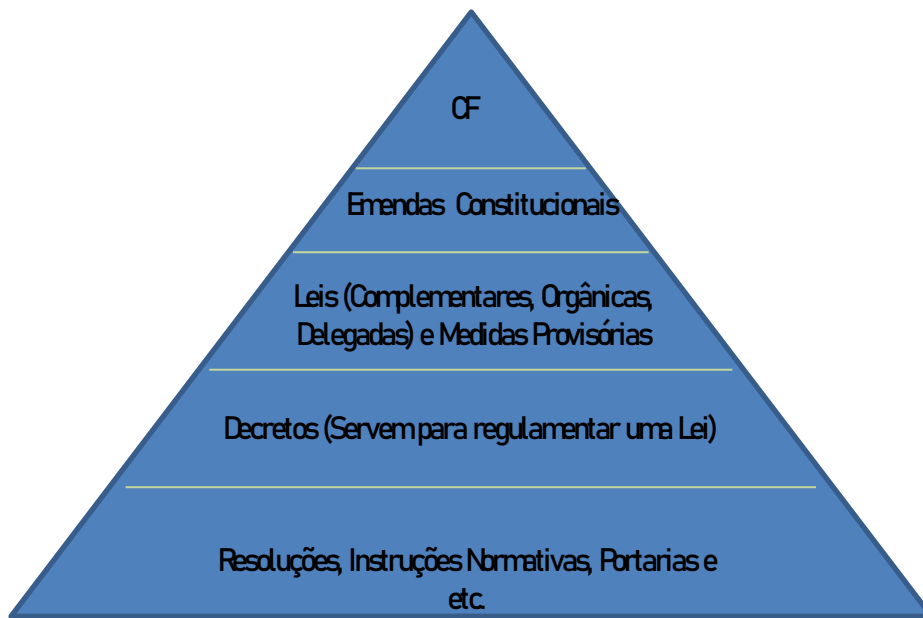 CF
Emendas Constitucionais
Leis (Complementares, Orgânicas,
Delegadas) e Medidas Provisórias
Decretos (Servem para regulamentar uma Lei)
Resoluções, Instruções Normativas, Portarias e
etc.